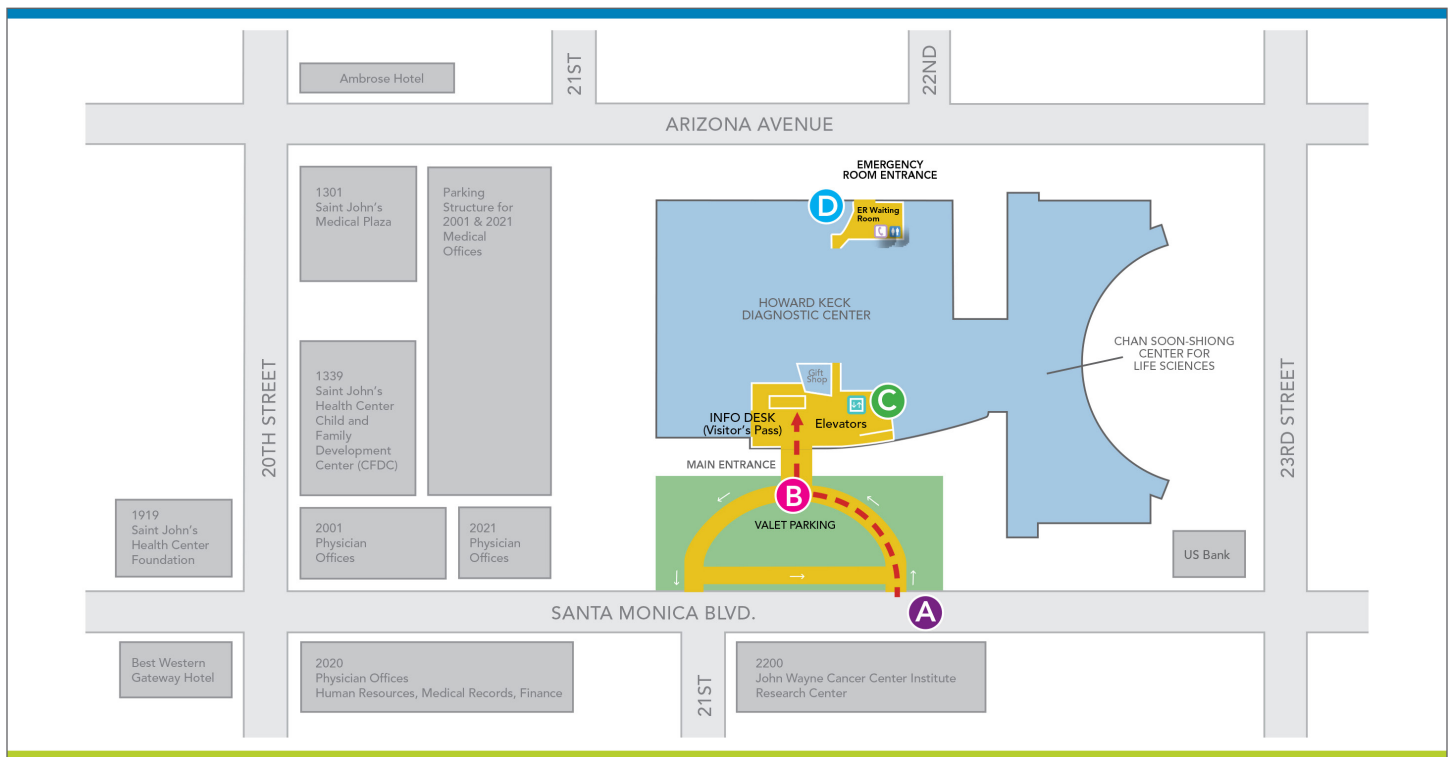 Ambrose Hotel
21ST
22ND
ARIZONA AVENUE
EMERGENCY
ROOM ENTRANCE
1301
Saint John's
Medical Plaza
Parking
Structure for
2001 & 2021
Medical
Offices
D
ER Waiting
Room
HOWARD KECK
DIAGNOSTIC CENTER
CHAN SOON-SHIONG
CENTER FOR
LIFE SCIENCES
20TH STREET
23RD STREET
1339
Saint John's
Health Center
Child and
Family
Development
Center (CFDC)
Gift
Shop
C
INFO DESK
(Visitor's Pass)
Elevators
MAIN ENTRANCE
B
VALET PARKING
1919
Saint John's
Health Center
Foundation
2001
Physician
Offices
2021
Physician
Offices
US Bank
SANTA MONICA BLVD.
A
Best Western
Gateway Hotel
2020
Physician Offices
Human Resources, Medical Records, Finance
21ST
2200
John Wayne Cancer Center Institute
Research Center